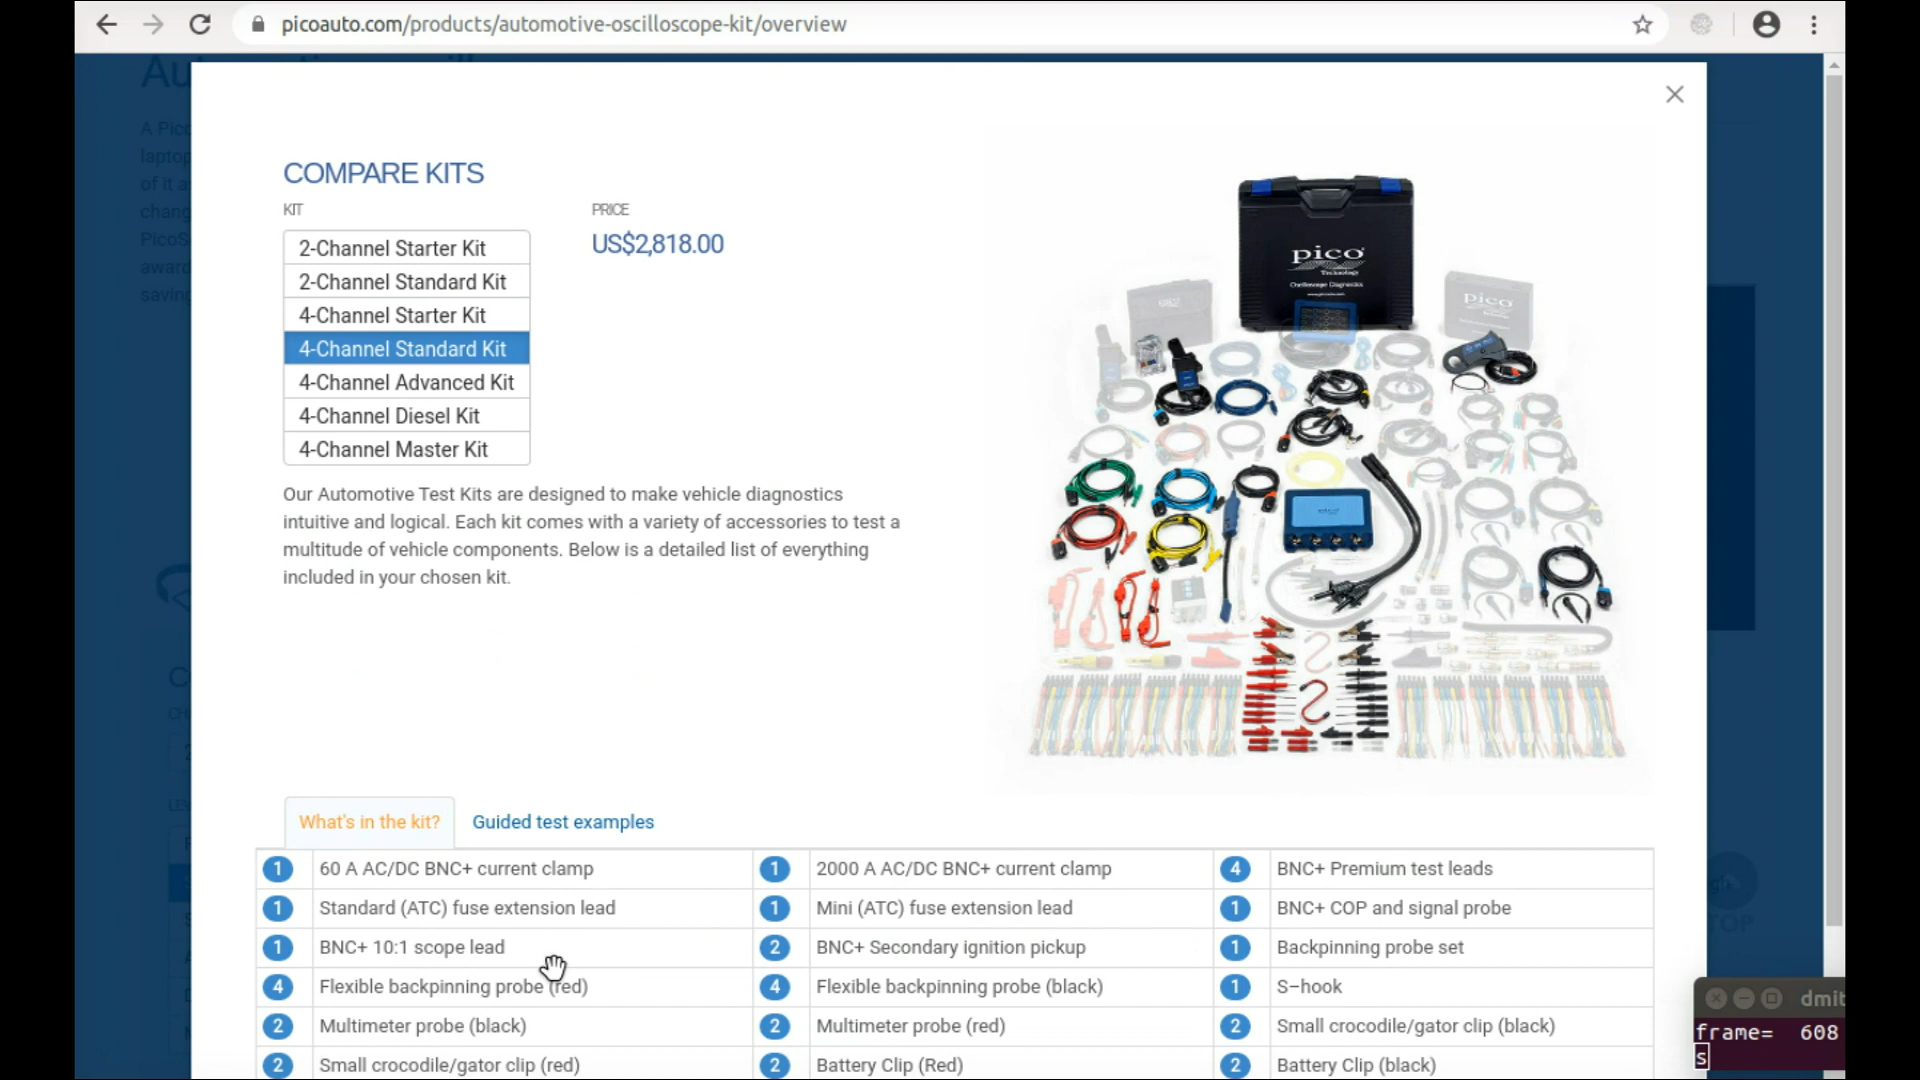 picoauto.com/products/automotive-oscilloscope-kit/overview
COMPARE KITS
KIT
PRICE
2-Channel Starter Kit
US$2,818.00
2-Channel Standard Kit
4-Channel Starter Kit
4-Channel Standard Kit
4-Channel Advanced Kit
4-Channel Diesel Kit
4-Channel Master Kit
Our Automotive Test Kits are designed to make vehicle diagnostics
intuitive and logical. Each kit comes with a variety of accessories to test a
multitude of vehicle components. Below is a detailed list of everything
included in your chosen kit.
pico
Technology
Oscilloscope Diagnostics
pico
pico
What's in the kit? Guided test examples
1 60 A AC/DC BNC+ current clamp 1 2000 A AC/DC BNC+ current clamp 4 BNC+ Premium test leads
1 Standard (ATC) fuse extension lead 1 Mini (ATC) fuse extension lead 1 BNC+ COP and signal probe
1 BNC+ 10:1 scope lead 2 BNC+ Secondary ignition pickup 1 Backpinning probe set
4 Flexible backpinning probe (red) 4 Flexible backpinning probe (black) 1 S-hook
2 Multimeter probe (black) 2 Multimeter probe (red) 2 Small crocodile/gator clip (black)
2 Small crocodile/gator clip (red) 2 Battery Clip (Red) 2 Battery Clip (black)
dmit
frame= 608
s
TOP